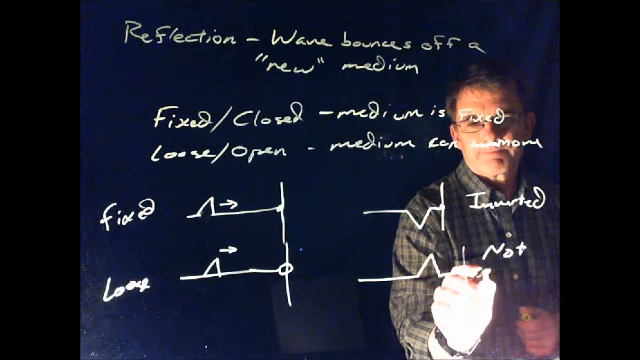 Reflection - Wave bounces off a
"new" medium
Fixed/Closed - medium is Fixed
Loose/Open - medium can
fixed Inverted
Loose Not